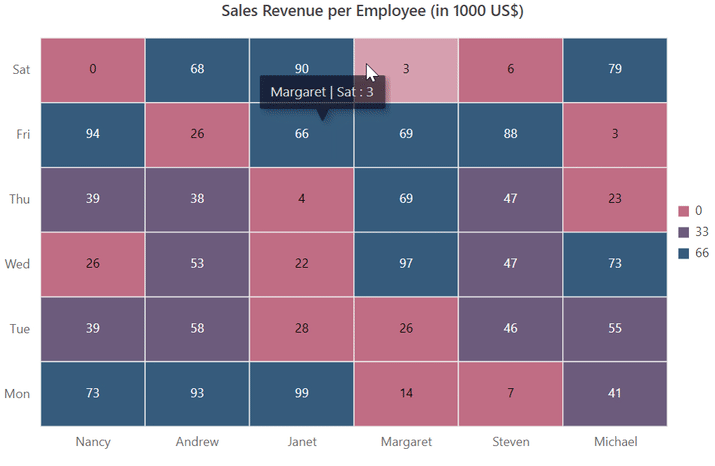 Sales Revenue per Employee (in 1000 US$)
Sat 0 68 90 3 6 79
Margaret | Sat : 3
Fri 94 26 66 69 88 3
Thu 39 38 4 69 47 23
0
33
66
Wed 26 53 22 97 47 73
Tue 39 58 28 26 46 55
Mon 73 93 99 14 7 41
Nancy Andrew Janet Margaret Steven Michael